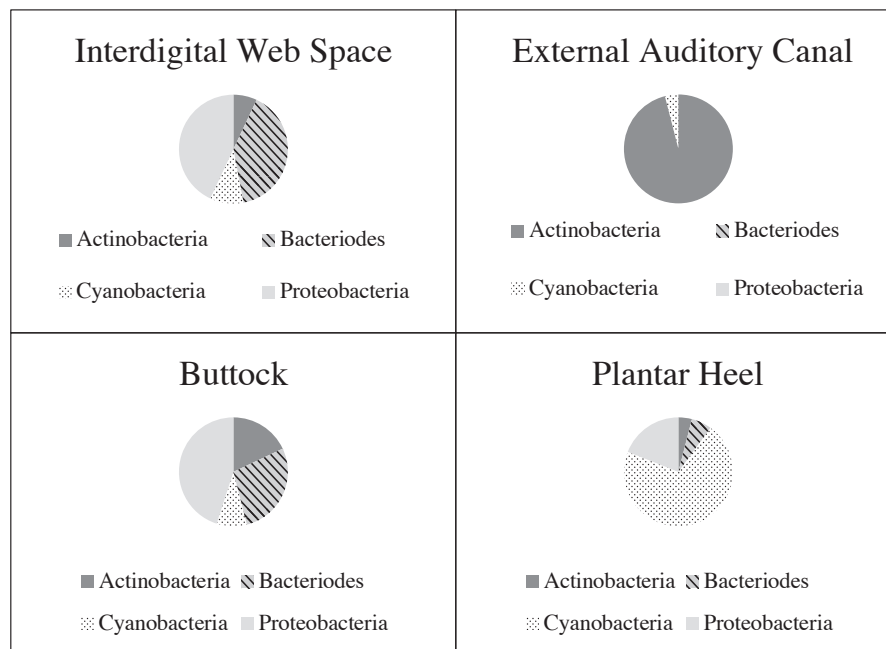 Interdigital Web Space
Actinobacteria Bacteriodes
Cyanobacteria Proteobacteria
External Auditory Canal
Actinobacteria Bacteriodes
Cyanobacteria Proteobacteria
Buttock
Actinobacteria Bacteriodes
Cyanobacteria Proteobacteria
Plantar Heel
Actinobacteria Bacteriodes
Cyanobacteria Proteobacteria